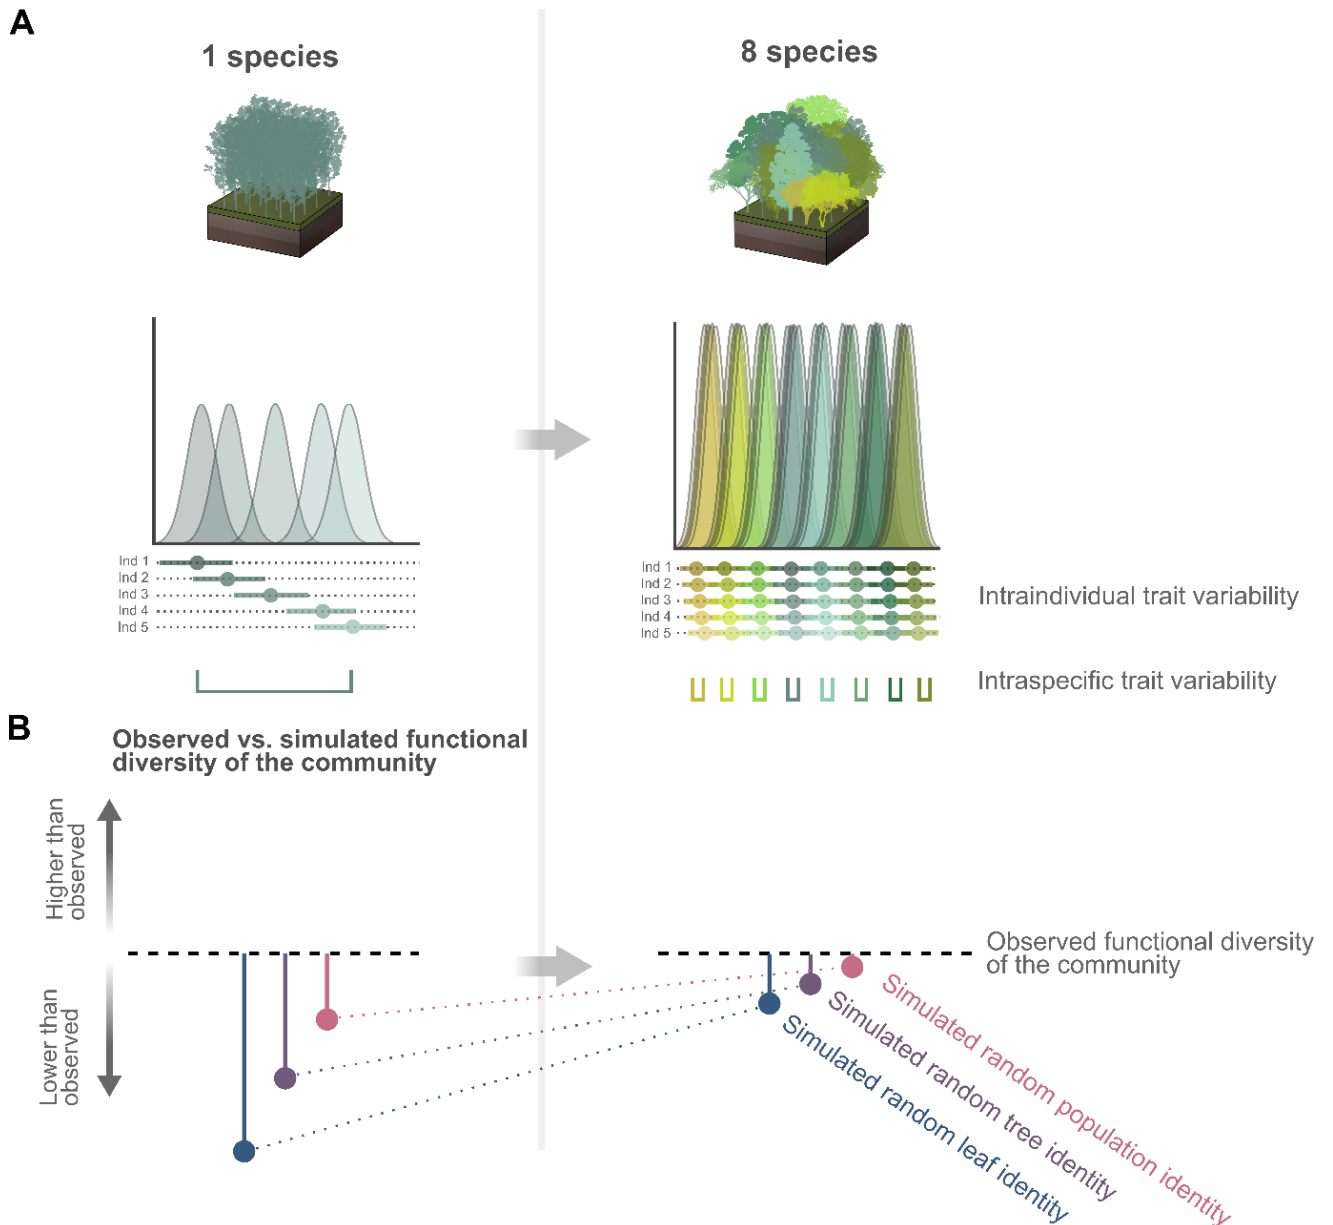 A
1 species
8 species
Ind 1
Ind 2
Ind 3
Ind 4
Ind 5
Ind 1
Ind 2
Ind 3
Ind 4
Ind 5
Intraindividual trait variability
Intraspecific trait variability
B
Observed vs. simulated functional
diversity of the community
Higher than
observed
Lower than
observed
Observed functional diversity
of the community
Simulated random population identity
Simulated random tree identity
Simulated random leaf identity